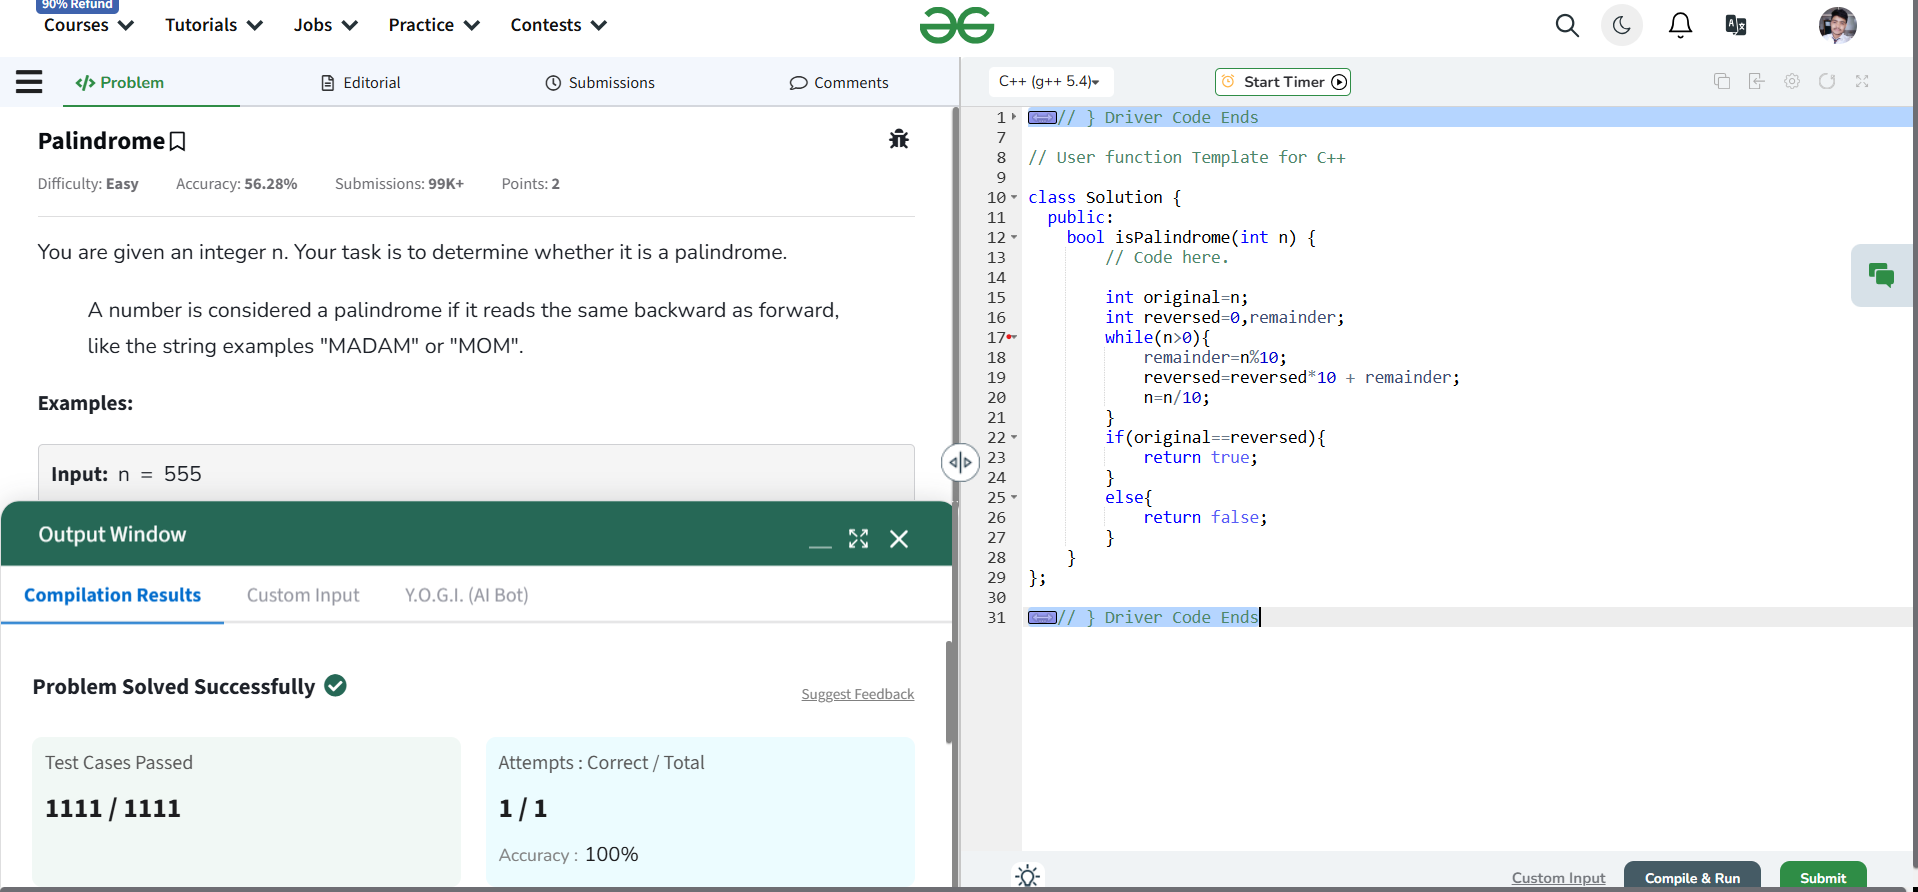 90% Refund
Courses Tutorials Jobs Practice Contests
Problem Editorial Submissions Comments
Palindrome
Difficulty: Easy Accuracy: 56.28% Submissions: 99K+ Points: 2
You are given an integer n. Your task is to determine whether it is a palindrome.
A number is considered a palindrome if it reads the same backward as forward,
like the string examples "MADAM" or "MOM".
Examples:
Input: n = 555
Output Window
Compilation Results Custom Input Y.O.G.I. (AI Bot)
Problem Solved Successfully
Suggest Feedback
Test Cases Passed
1111 / 1111
Attempts : Correct / Total
1 / 1
Accuracy : 100%
C++ (g++ 5.4)
Start Timer
1 // } Driver Code Ends
7
8 // User function Template for C++
9
10 class Solution {
11 public:
12 bool isPalindrome(int n) {
13 // Code here.
14
15 int original=n;
16 int reversed=0,remainder;
17 while(n>0){
18 remainder=n%10;
19 reversed=reversed*10 + remainder;
20 n=n/10;
21 }
22 if(original==reversed){
23 return true;
24 }
25 else{
26 return false;
27 }
28 }
29 };
30
31 // } Driver Code Ends
Custom Input Compile & Run Submit